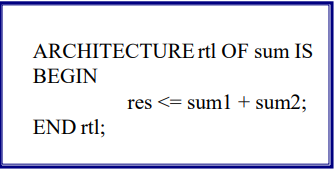 ARCHITECTURE rtl OF sum IS
BEGIN
res <= sum1 + sum2;
END rtl;